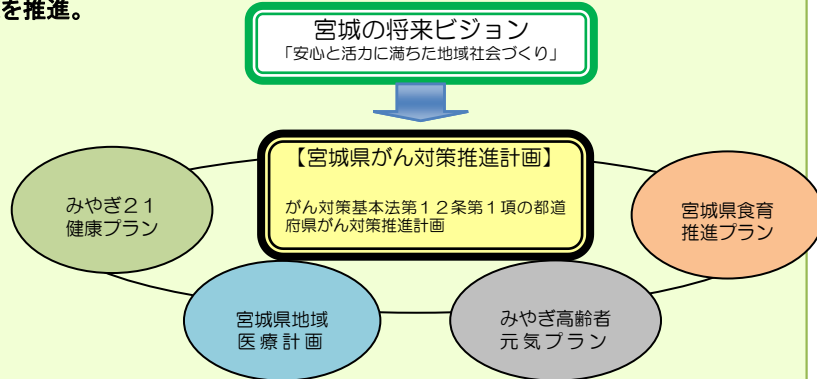 を推進。
宮城の将来ビジョン
「安心と活力に満ちた地域社会づくり」
【宮城県がん対策推進計画】
がん対策基本法第12条第1項の都道
府県がん対策推進計画
みやぎ21
健康プラン
宮城県食育
推進プラン
宮城県地域
医療計画
みやぎ高齢者
元気プラン